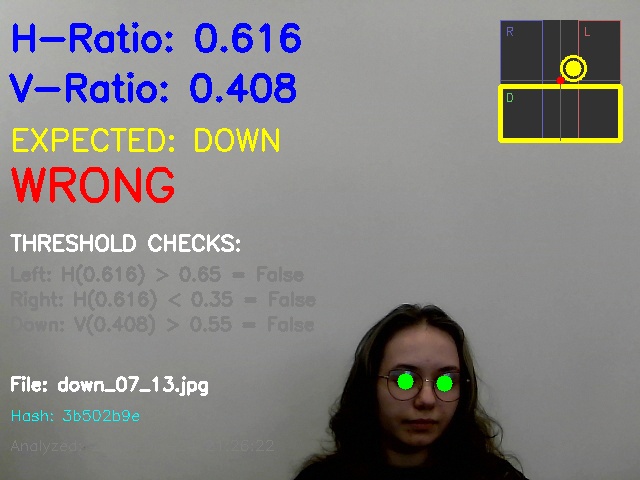 H-Ratio: 0.616
V-Ratio: 0.408
EXPECTED: DOWN
WRONG
THRESHOLD CHECKS:
Left: H(0.616) > 0.65 = False
Right: H(0.616) < 0.35 = False
Down: V(0.408) > 0.55 = False
File: down_07_13.jpg
Hash: 3b502b9e
Analyzed:
R
L
D